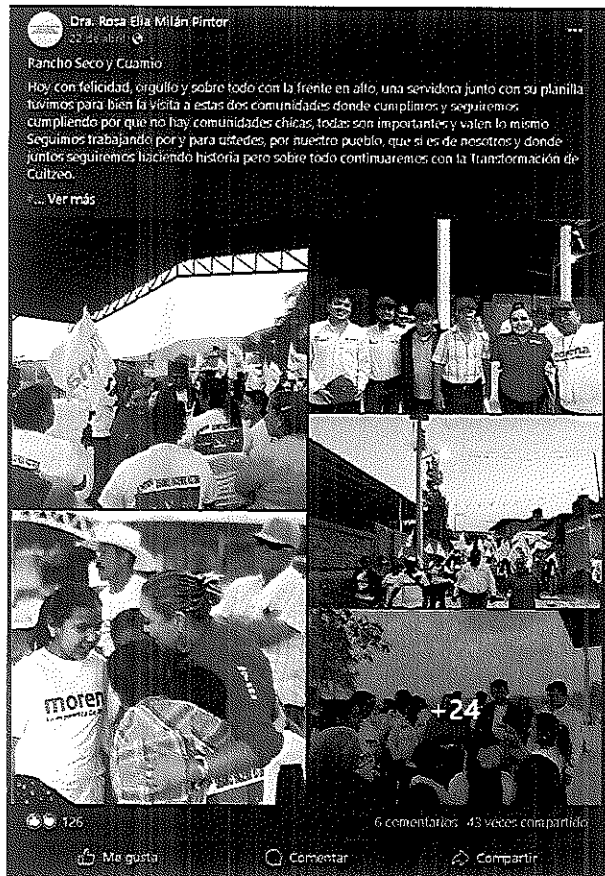 Dra. Rosa Elia Milán Pintor
22 de abr.
Rancho Seco y Cuamio
Hoy con felicidad, orgullo y sobre todo con la frente en alto, una servidora junto con su planilla
tuvimos para bien la visita a estas dos comunidades donde cumplimos y seguiremos
cumpliendo por que no hay comunidades chicas, todas son importantes y valen lo mismo
Seguimos trabajando por y para ustedes, por nuestro pueblo, que si es de nosotros y donde
juntos seguiremos haciendo historia pero sobre todo continuaremos con la Transformación de
Cuitzeo.
... Ver más
morena
morena
+24
126
6 comentarios 43 veces compartido
Me gusta
Comentar
Compartir